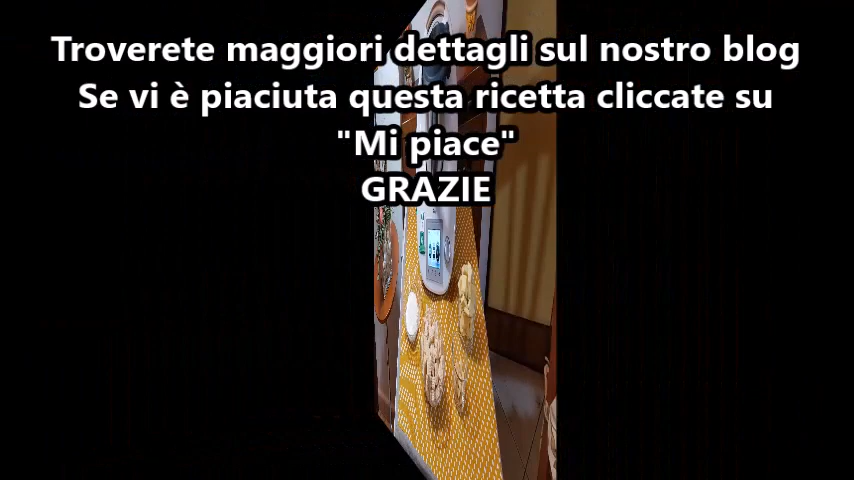 Troverete maggiori dettagli sul nostro blog
Se vi è piaciuta questa ricetta cliccate su
"Mi piace"
GRAZIE